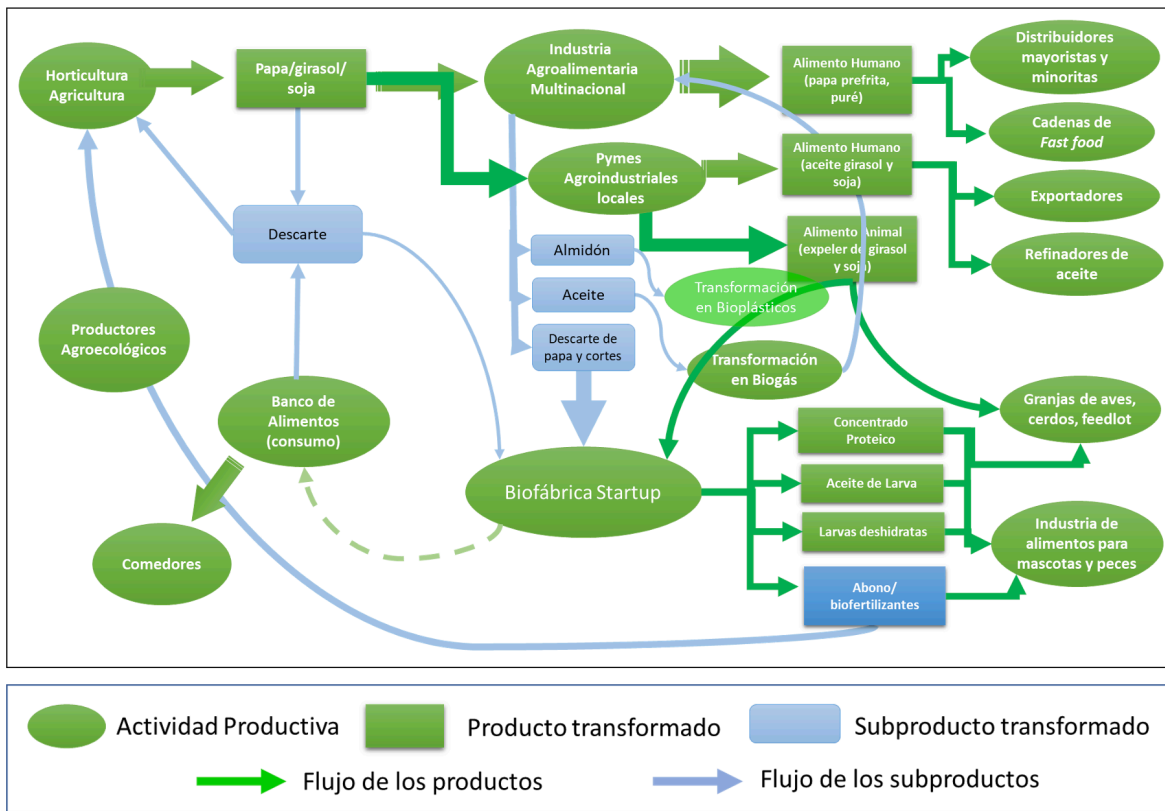 Horticultura
Agricultura
Papa/girasol/
soja
Industria
Agroalimentaria
Multinacional
Alimento Humano
(papa prefrita,
puré)
Distribuidores
mayoristas y
minoritas
Cadenas de
Fast food
Pymes
Agroindustriales
locales
Alimento Humano
(aceite girasol y
soja)
Exportadores
Descarte
Almidón
Alimento Animal
(expeler de girasol
y soja)
Refinadores de
aceite
Aceite
Transformación
en Bioplásticos
Productores
Agroecológicos
Descarte de
papa y cortes
Transformación
en Biogás
Banco de
Alimentos
(consumo)
Granjas de aves,
cerdos, feedlot
Concentrado
Proteico
Biofábrica Startup
Aceite de Larva
Larvas deshidratas
Industria de
alimentos para
mascotas y peces
Comedores
Abono/
biofertilizantes
Actividad Productiva
Producto transformado
Subproducto transformado
Flujo de los productos
Flujo de los subproductos